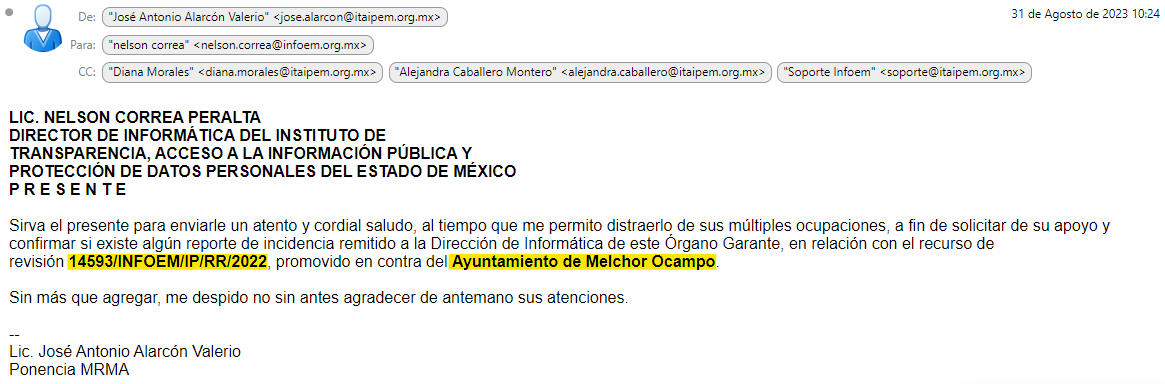 De: "José Antonio Alarcón Valerio" <jose.alarcon@itaipem.org.mx> 31 de Agosto de 2023 10:24
Para: "nelson correa" <nelson.correa@infoem.org.mx>
CC: "Diana Morales" <diana.morales@itaipem.org.mx> "Alejandra Caballero Montero" <alejandra.caballero@itaipem.org.mx> "Soporte Infoem" <soporte@itaipem.org.mx>
LIC. NELSON CORREA PERALTA
DIRECTOR DE INFORMÁTICA DEL INSTITUTO DE
TRANSPARENCIA, ACCESO A LA INFORMACIÓN PÚBLICA Y
PROTECCIÓN DE DATOS PERSONALES DEL ESTADO DE MÉXICO
P R E S E N T E
Sirva el presente para enviarle un atento y cordial saludo, al tiempo que me permito distraerlo de sus múltiples ocupaciones, a fin de solicitar de su apoyo y
confirmar si existe algún reporte de incidencia remitido a la Dirección de Informática de este Órgano Garante, en relación con el recurso de
revisión 14593/INFOEM/IP/RR/2022, promovido en contra del Ayuntamiento de Melchor Ocampo.
Sin más que agregar, me despido no sin antes agradecer de antemano sus atenciones.
--
Lic. José Antonio Alarcón Valerio
Ponencia MRMA